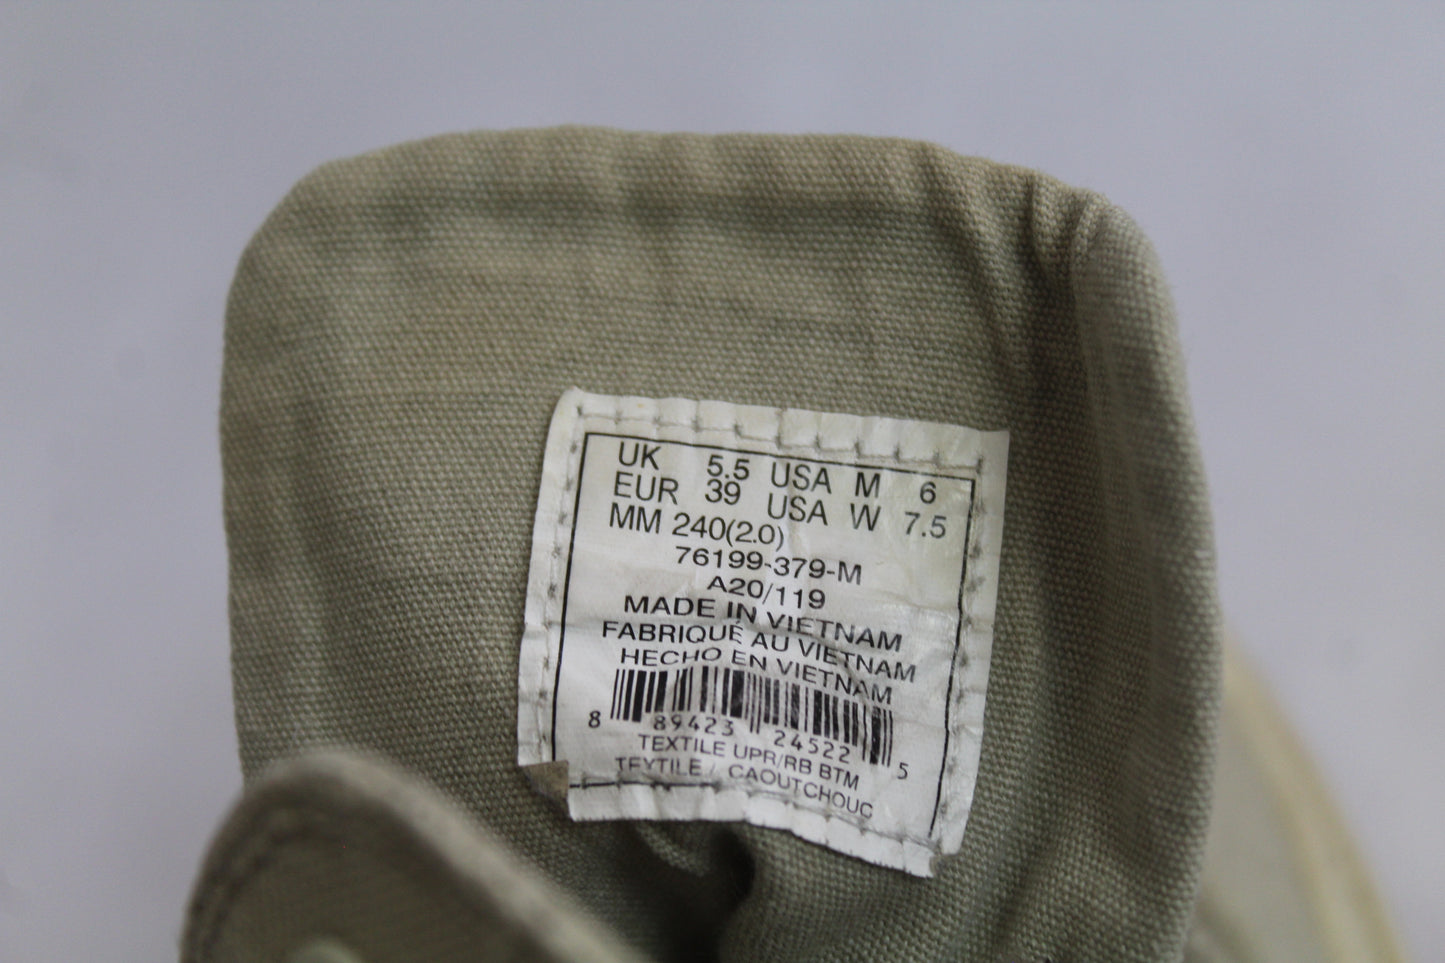 UK 5.5 USA M 6
EUR 39 USA W 7.5
MM 240(2.0)
76199-379-M
A20/119
MADE IN VIETNAM
FABRIQUÉ AU VIETNAM
HECHO EN VIETNAM
8 89423 24522 5
TEXTILE UPR/RB BTM
TEXTILE / CAOUTCHOUC